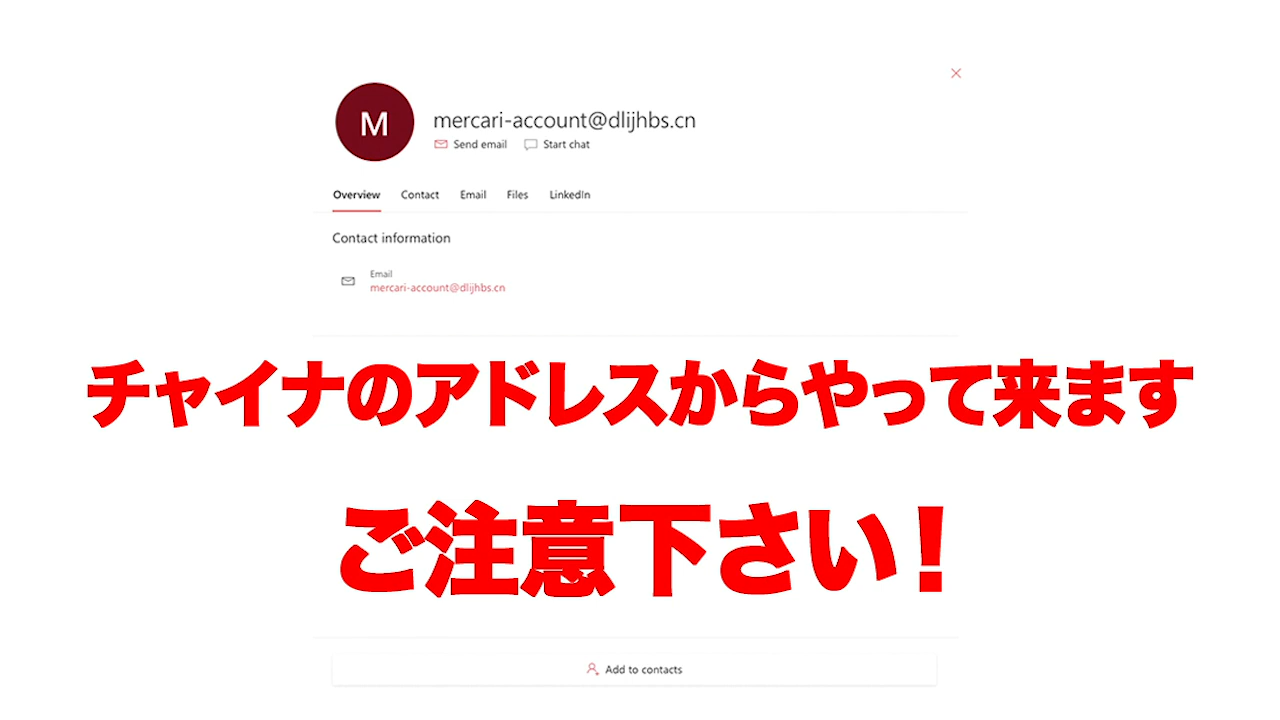 M
mercari-account@dlijhbs.cn
Send email Start chat
Overview Contact Email Files LinkedIn
Contact information
Email
mercari-account@dlijhbs.cn
チャイナのアドレスからやって来ます
ご注意下さい！
Add to contacts